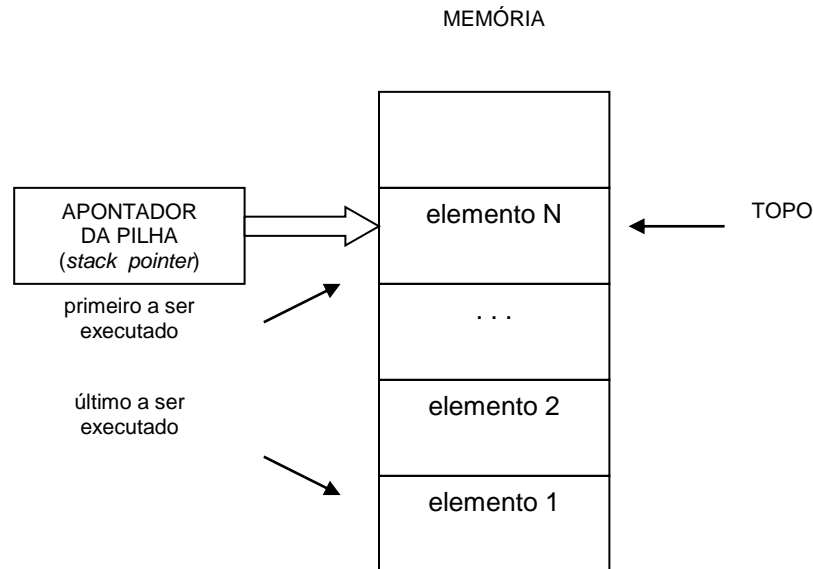 MEMÓRIA
APONTADOR
DA PILHA
(stack pointer)
elemento N
TOPO
primeiro a ser
executado
. . .
último a ser
executado
elemento 2
elemento 1